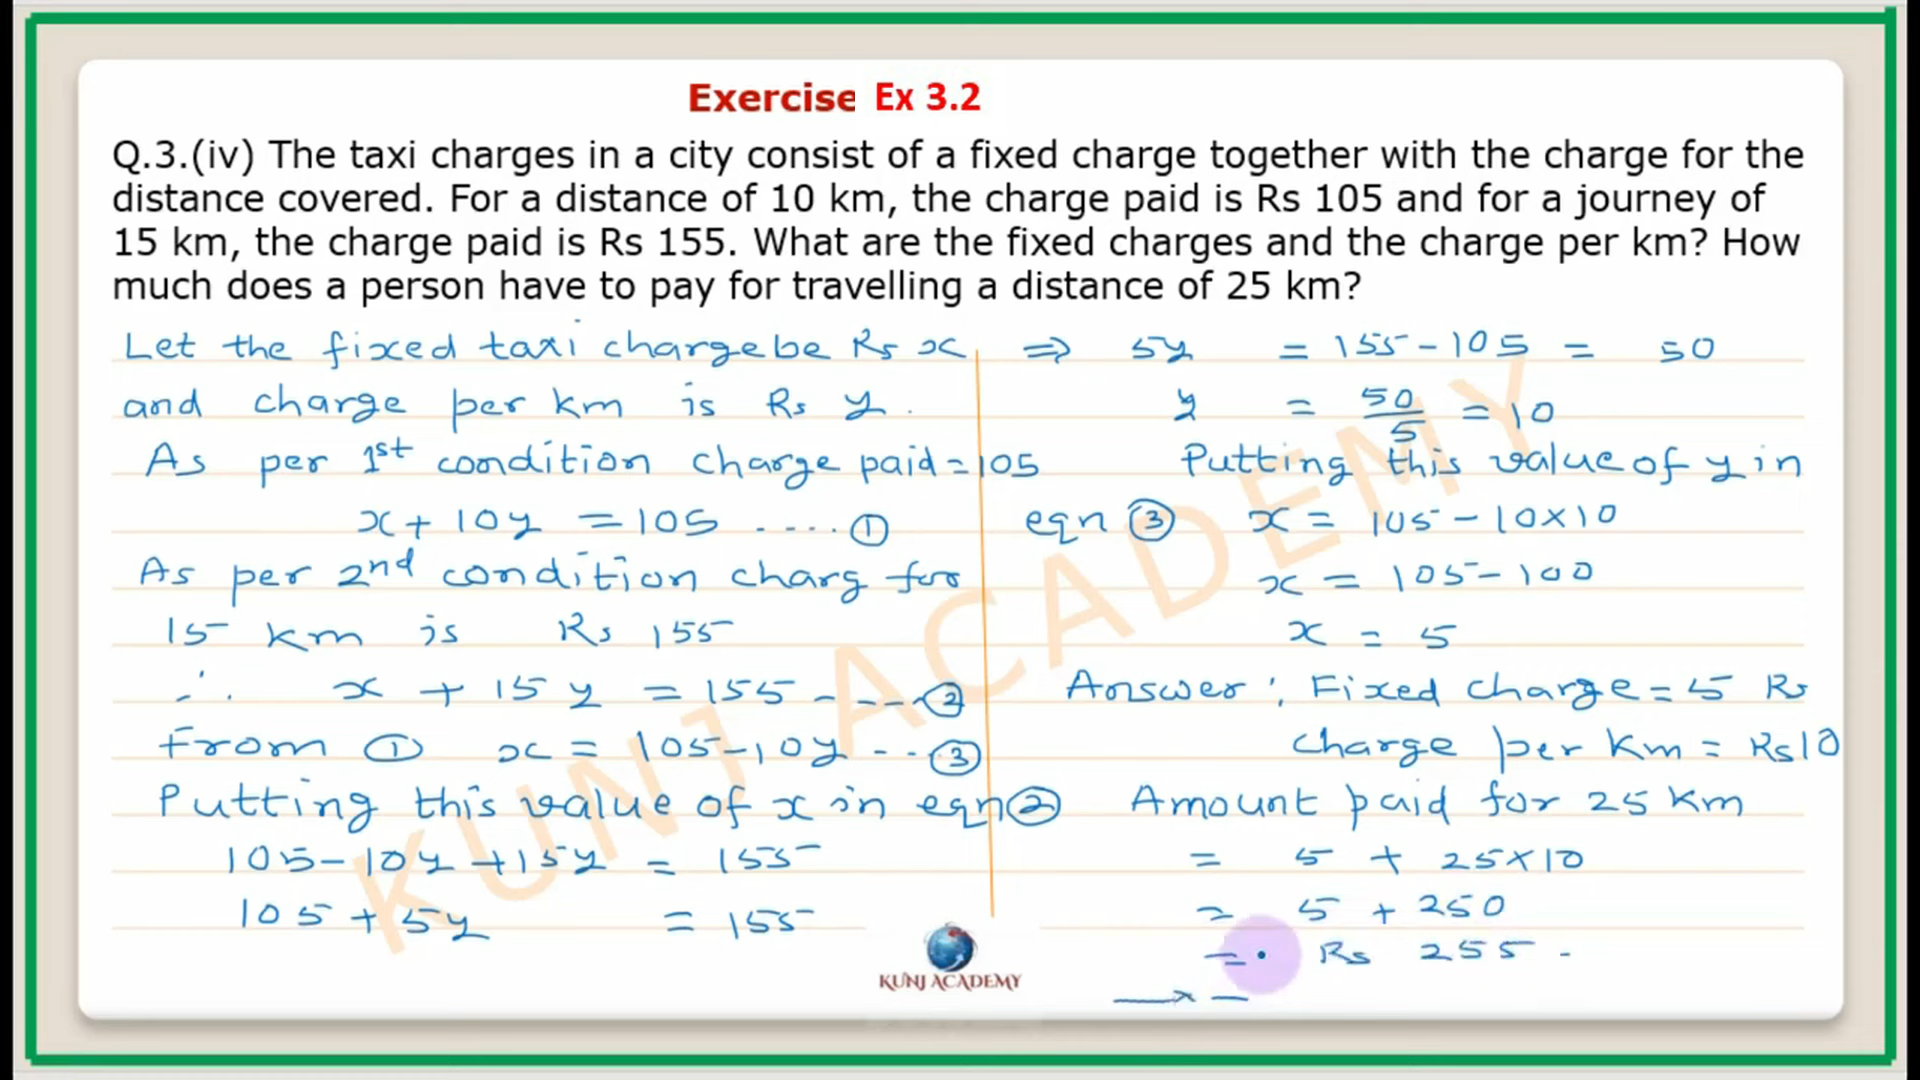 Exercise Ex 3.2
Q.3.(iv) The taxi charges in a city consist of a fixed charge together with the charge for the
distance covered. For a distance of 10 km, the charge paid is Rs 105 and for a journey of
15 km, the charge paid is Rs 155. What are the fixed charges and the charge per km? How
much does a person have to pay for travelling a distance of 25 km?
Let the fixed taxi charge be Rs x
and charge per km is Rs y.
As per 1st condition charge paid = 105
x + 10y = 105 ---- ①
As per 2nd condition charg for
15 km is Rs 155
∴ x + 15y = 155 ---- ②
From ① x = 105 - 10y --- ③
Putting this value of x in eqn ②
105 - 10y + 15y = 155
105 + 5y = 155
⇒ 5y = 155 - 105 = 50
y = 50/5 = 10
Putting this value of y in
eqn ③ x = 105 - 10×10
x = 105 - 100
x = 5
Answer: Fixed charge = 5 Rs
Charge per Km = Rs 10
Amount paid for 25 Km
= 5 + 25×10
= 5 + 250
= Rs 255 -
— x —
KUNJ ACADEMY
KUNJ ACADEMY